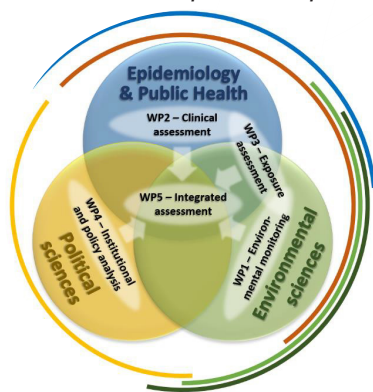 Epidemiology
& Public Health
WP2 – Clinical
assessment
WP3 – Exposure
assessment
WP5 – Integrated
assessment
WP4 – Institutional
and policy analysis
Political
sciences
WP1 – Environ-
mental monitoring
Environmental
sciences